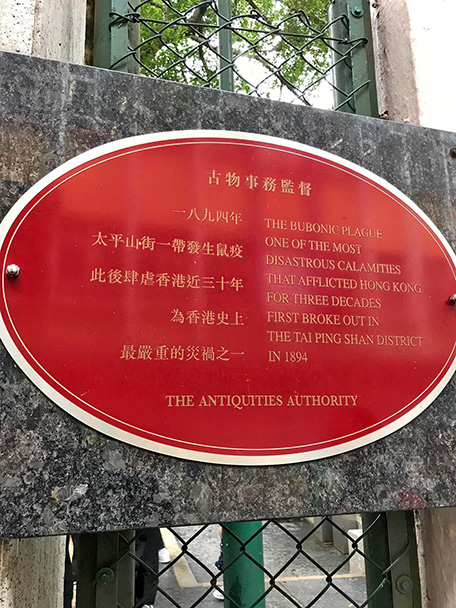 古物事務監督
一八九四年
太平山街一帶發生鼠疫
此後肆虐香港近三十年
為香港史上
最嚴重的災禍之一
THE BUBONIC PLAGUE
ONE OF THE MOST
DISASTROUS CALAMITIES
THAT AFFLICTED HONG KONG
FOR THREE DECADES
FIRST BROKE OUT IN
THE TAI PING SHAN DISTRICT
IN 1894
THE ANTIQUITIES AUTHORITY